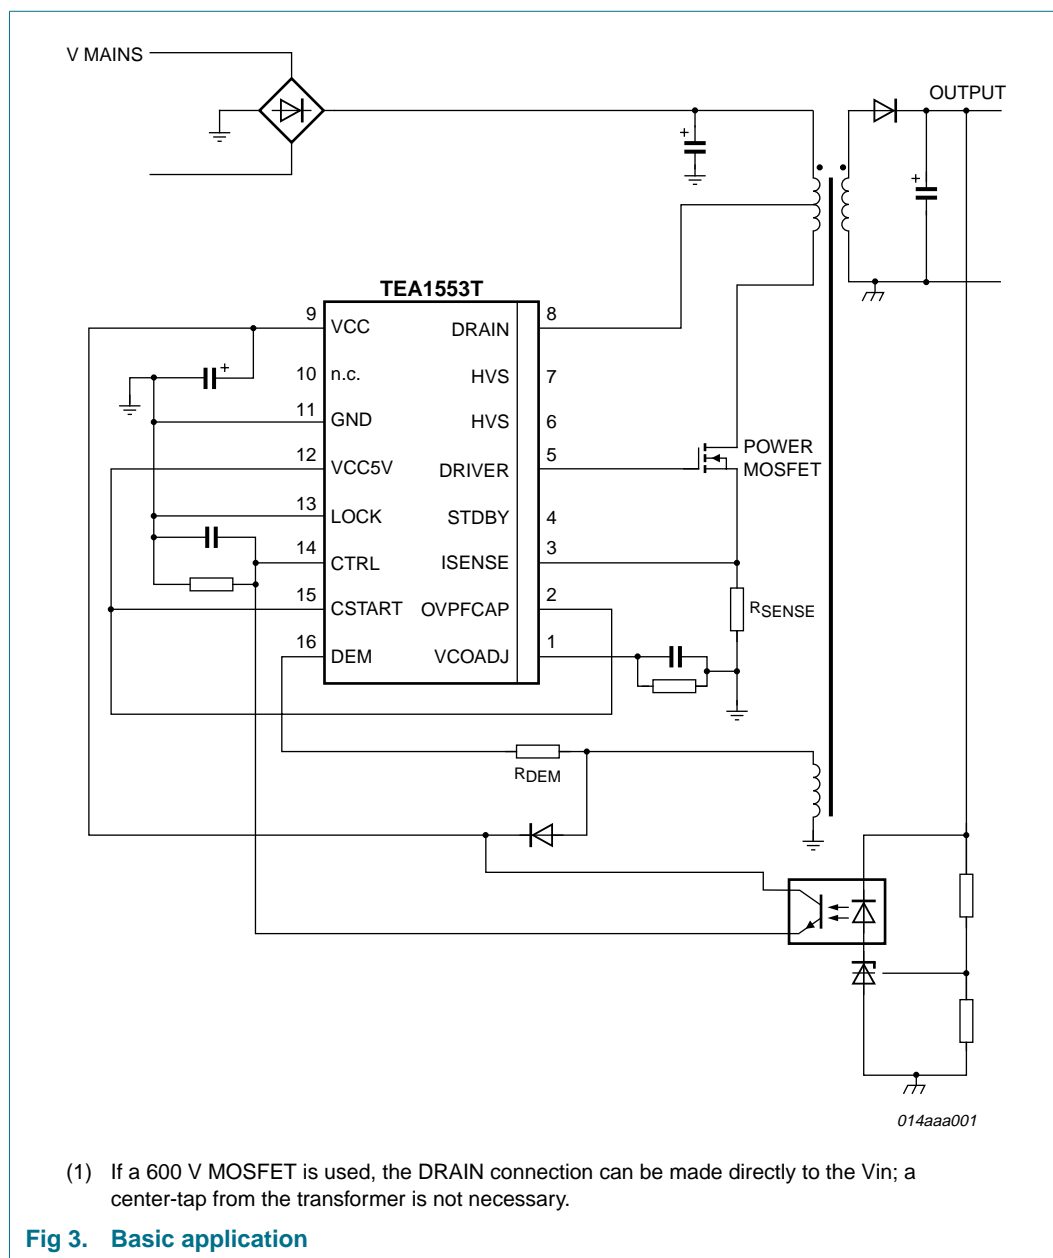 V MAINS
OUTPUT
TEA1553T
9 VCC DRAIN 8
10 n.c. HVS 7
11 GND HVS 6
12 VCC5V DRIVER 5
13 LOCK STDBY 4
14 CTRL ISENSE 3
15 CSTART OVPFCAP 2
16 DEM VCOADJ 1
POWER
MOSFET
RSENSE
RDEM
014aaa001
(1) If a 600 V MOSFET is used, the DRAIN connection can be made directly to the Vin; a
center-tap from the transformer is not necessary.
Fig 3. Basic application